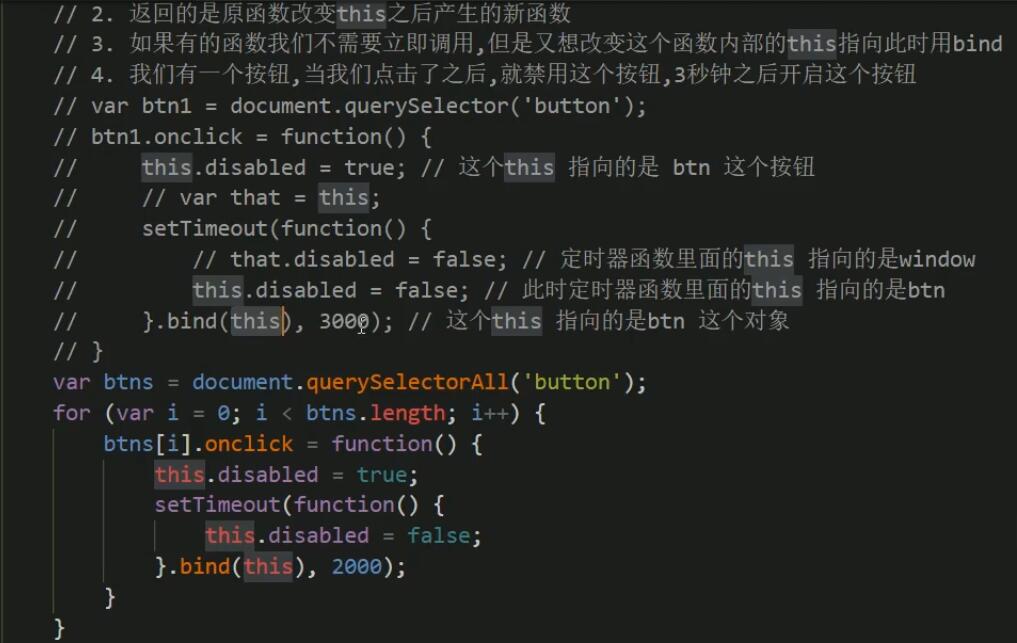 // 2. 返回的是原函数改变this之后产生的新函数
// 3. 如果有的函数我们不需要立即调用,但是又想改变这个函数内部的this指向此时用bind
// 4. 我们有一个按钮,当我们点击了之后,就禁用这个按钮,3秒钟之后开启这个按钮
// var btn1 = document.querySelector('button');
// btn1.onclick = function() {
//     this.disabled = true; // 这个this 指向的是 btn 这个按钮
//     // var that = this;
//     setTimeout(function() {
//         // that.disabled = false; // 定时器函数里面的this 指向的是window
//         this.disabled = false; // 此时定时器函数里面的this 指向的是btn
//     }.bind(this), 3000); // 这个this 指向的是btn 这个对象
// }
var btns = document.querySelectorAll('button');
for (var i = 0; i < btns.length; i++) {
    btns[i].onclick = function() {
        this.disabled = true;
        setTimeout(function() {
            this.disabled = false;
        }.bind(this), 2000);
    }
}